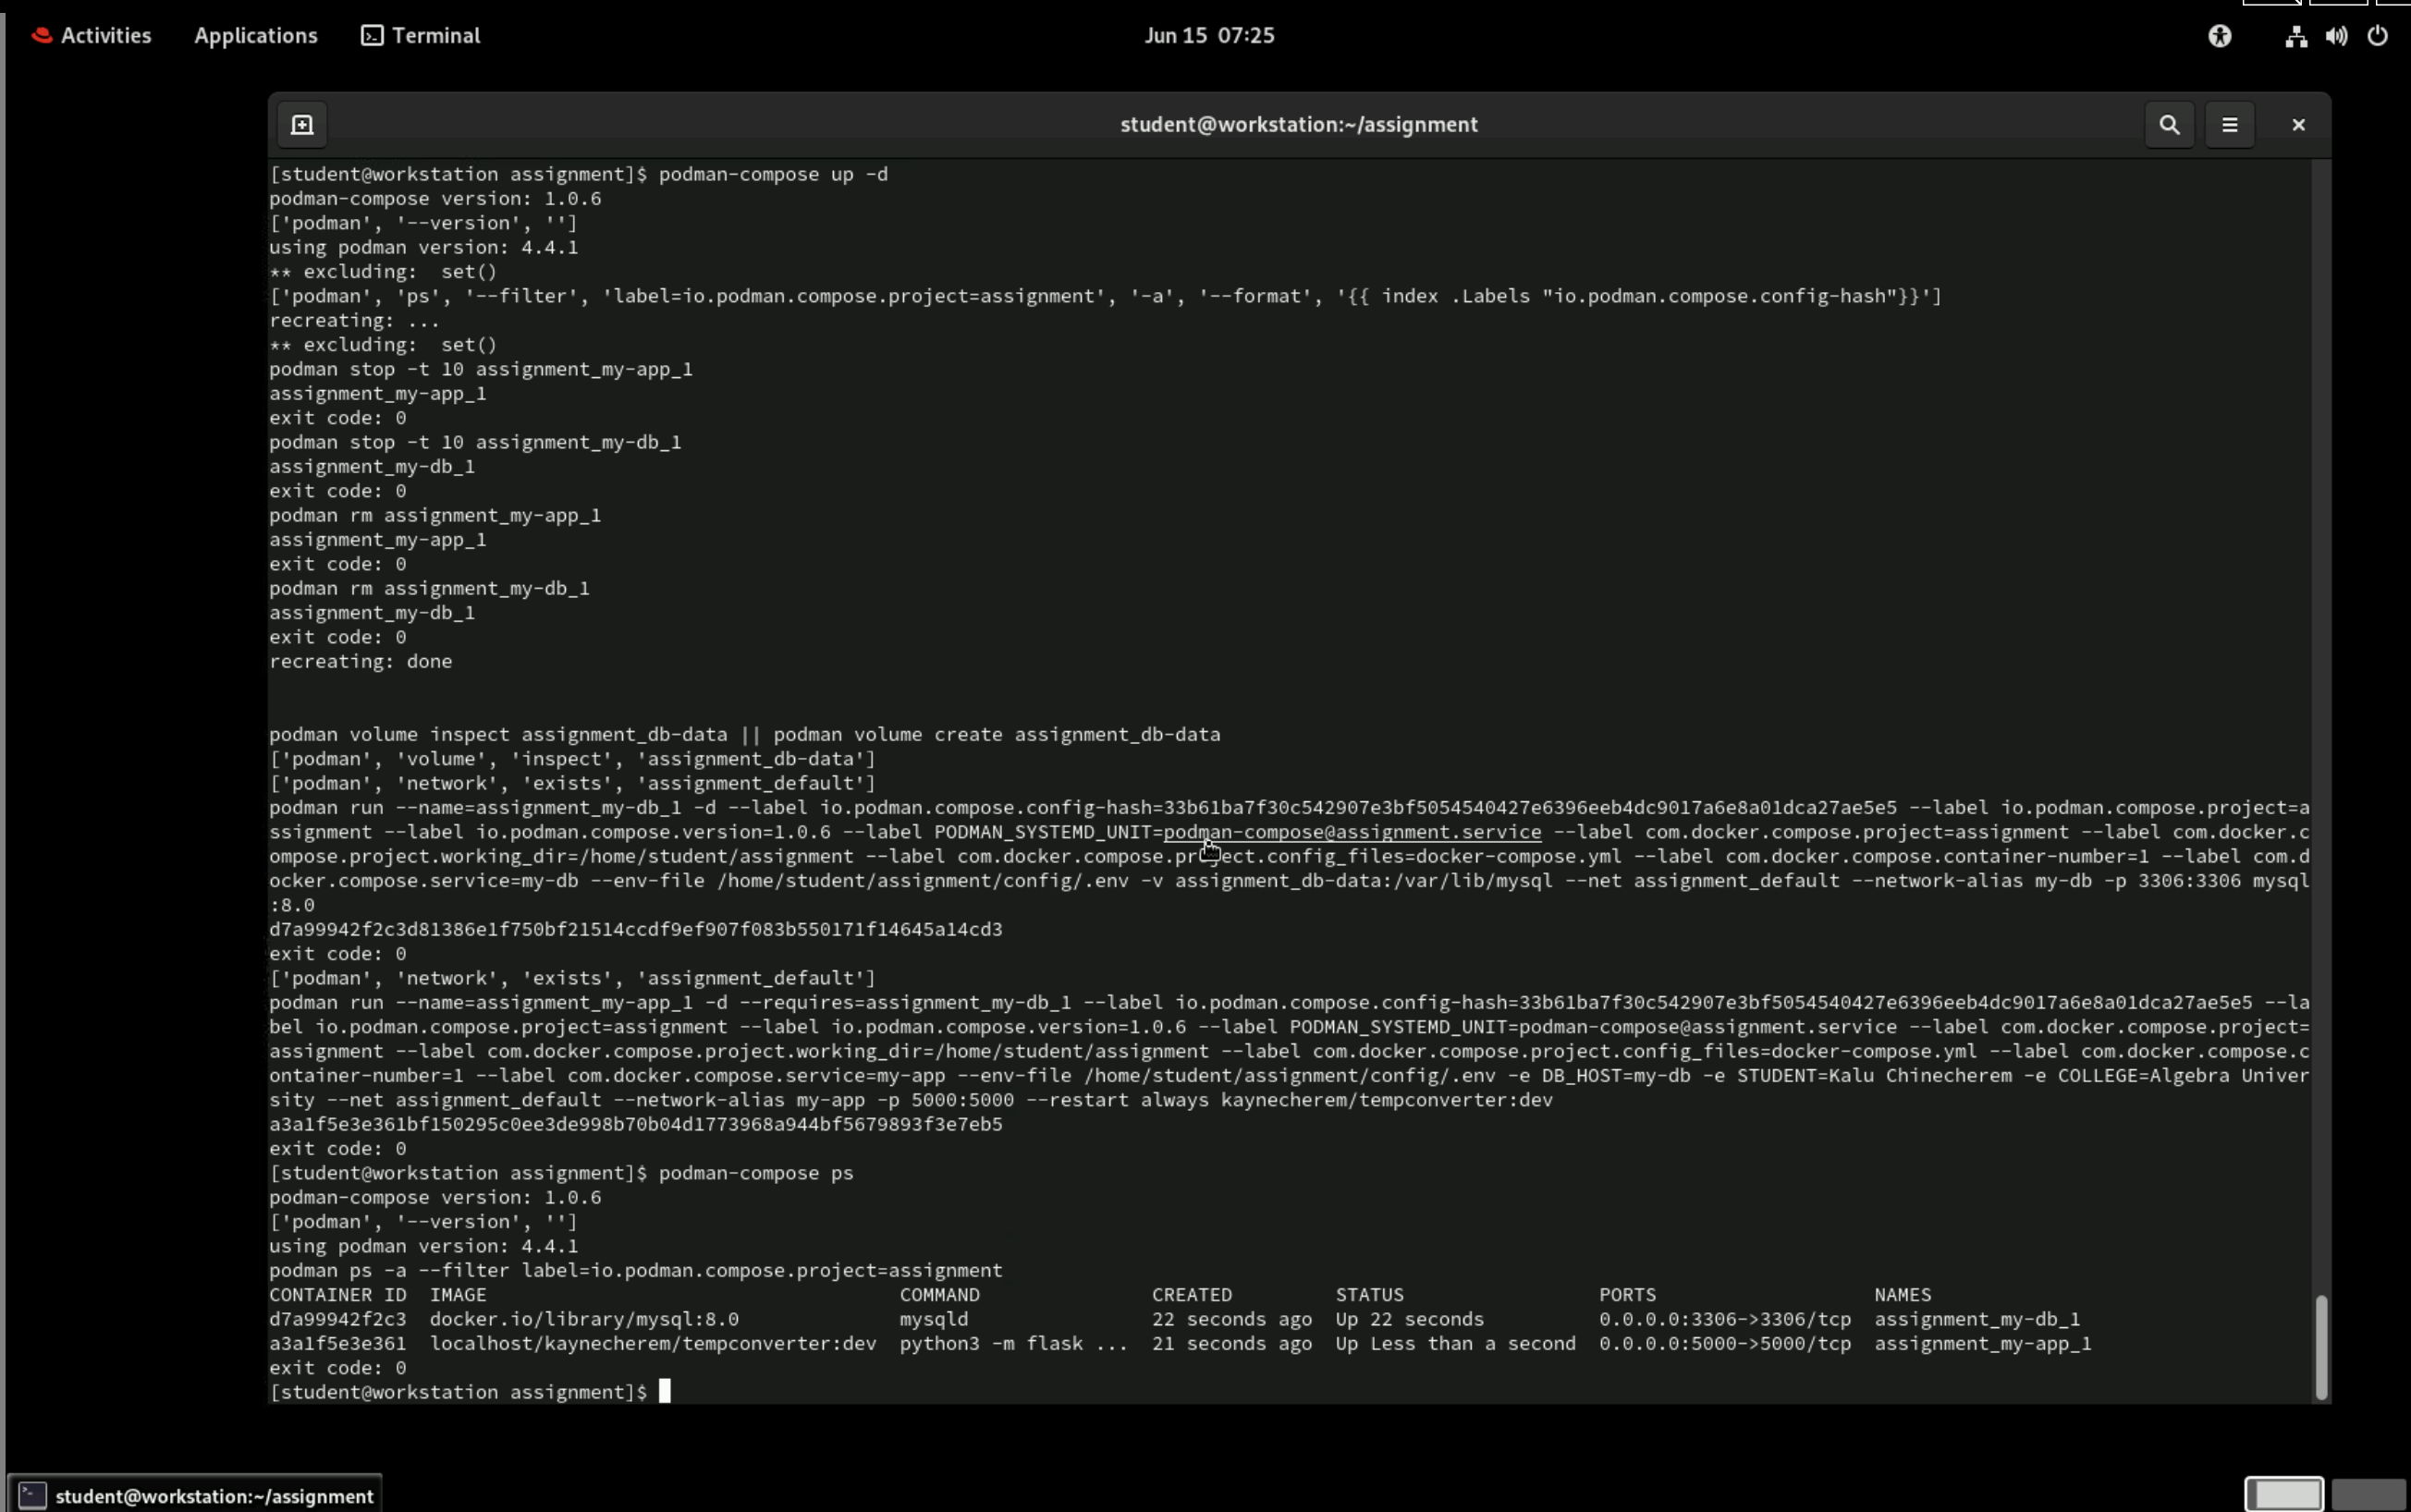 Activities Applications Terminal Jun 15 07:25
student@workstation:~/assignment
[student@workstation assignment]$ podman-compose up -d
podman-compose version: 1.0.6
['podman', '--version', '']
using podman version: 4.4.1
** excluding:  set()
['podman', 'ps', '--filter', 'label=io.podman.compose.project=assignment', '-a', '--format', '{{ index .Labels "io.podman.compose.config-hash"}}']
recreating: ...
** excluding:  set()
podman stop -t 10 assignment_my-app_1
assignment_my-app_1
exit code: 0
podman stop -t 10 assignment_my-db_1
assignment_my-db_1
exit code: 0
podman rm assignment_my-app_1
assignment_my-app_1
exit code: 0
podman rm assignment_my-db_1
assignment_my-db_1
exit code: 0
recreating: done
podman volume inspect assignment_db-data || podman volume create assignment_db-data
['podman', 'volume', 'inspect', 'assignment_db-data']
['podman', 'network', 'exists', 'assignment_default']
podman run --name=assignment_my-db_1 -d --label io.podman.compose.config-hash=33b61ba7f30c542907e3bf5054540427e6396eeb4dc9017a6e8a01dca27ae5e5 --label io.podman.compose.project=a
ssignment --label io.podman.compose.version=1.0.6 --label PODMAN_SYSTEMD_UNIT=podman-compose@assignment.service --label com.docker.compose.project=assignment --label com.docker.c
ompose.project.working_dir=/home/student/assignment --label com.docker.compose.project.config_files=docker-compose.yml --label com.docker.compose.container-number=1 --label com.d
ocker.compose.service=my-db --env-file /home/student/assignment/config/.env -v assignment_db-data:/var/lib/mysql --net assignment_default --network-alias my-db -p 3306:3306 mysql
:8.0
d7a99942f2c3d81386e1f750bf21514ccdf9ef907f083b550171f14645a14cd3
exit code: 0
['podman', 'network', 'exists', 'assignment_default']
podman run --name=assignment_my-app_1 -d --requires=assignment_my-db_1 --label io.podman.compose.config-hash=33b61ba7f30c542907e3bf5054540427e6396eeb4dc9017a6e8a01dca27ae5e5 --la
bel io.podman.compose.project=assignment --label io.podman.compose.version=1.0.6 --label PODMAN_SYSTEMD_UNIT=podman-compose@assignment.service --label com.docker.compose.project=
assignment --label com.docker.compose.project.working_dir=/home/student/assignment --label com.docker.compose.project.config_files=docker-compose.yml --label com.docker.compose.c
ontainer-number=1 --label com.docker.compose.service=my-app --env-file /home/student/assignment/config/.env -e DB_HOST=my-db -e STUDENT=Kalu Chinecherem -e COLLEGE=Algebra Univer
sity --net assignment_default --network-alias my-app -p 5000:5000 --restart always kaynecherem/tempconverter:dev
a3a1f5e3e361bf150295c0ee3de998b70b04d1773968a944bf5679893f3e7eb5
exit code: 0
[student@workstation assignment]$ podman-compose ps
podman-compose version: 1.0.6
['podman', '--version', '']
using podman version: 4.4.1
podman ps -a --filter label=io.podman.compose.project=assignment
CONTAINER ID  IMAGE                                  COMMAND               CREATED         STATUS                 PORTS                   NAMES
d7a99942f2c3  docker.io/library/mysql:8.0            mysqld                22 seconds ago  Up 22 seconds          0.0.0.0:3306->3306/tcp  assignment_my-db_1
a3a1f5e3e361  localhost/kaynecherem/tempconverter:dev  python3 -m flask ...  21 seconds ago  Up Less than a second  0.0.0.0:5000->5000/tcp  assignment_my-app_1
exit code: 0
[student@workstation assignment]$
student@workstation:~/assignment